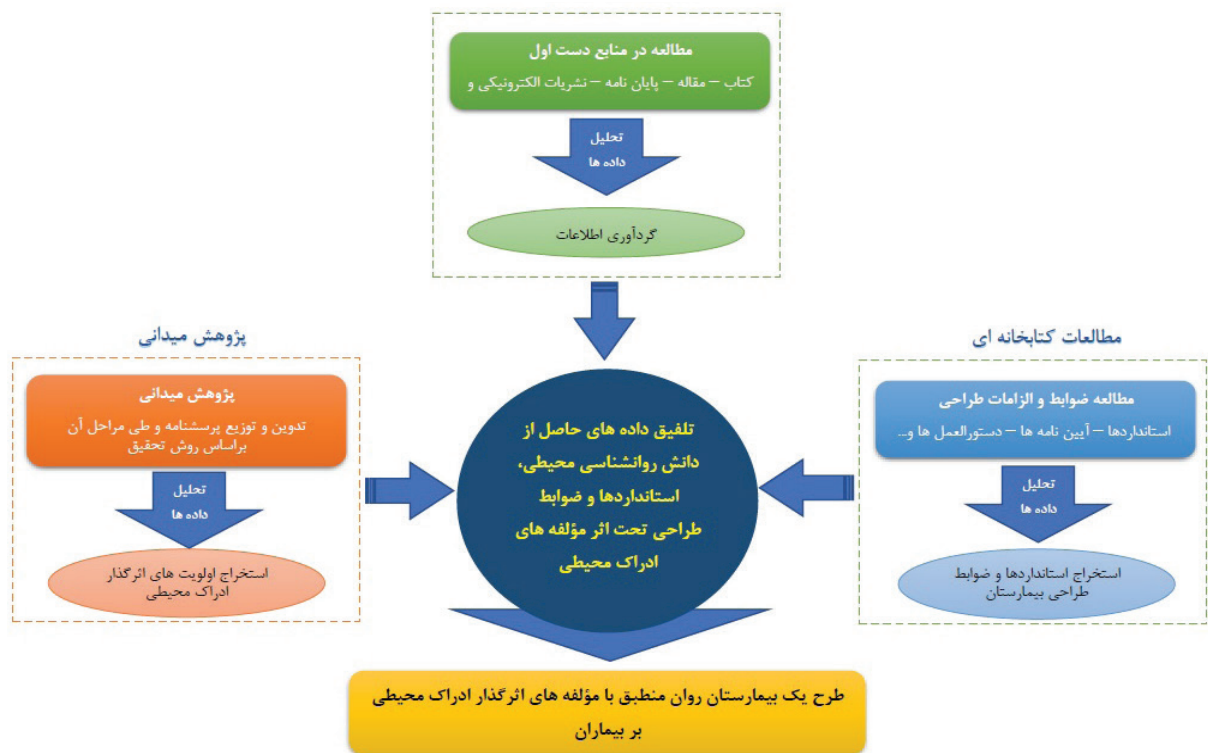 مطالعه در منابع دست اول
کتاب – مقاله – پایان نامه – نشریات الکترونیکی و
تحلیل
داده ها
گردآوری اطلاعات
مطالعات کتابخانه ای
مطالعه ضوابط و الزامات طراحی
استانداردها – آیین نامه ها – دستورالعمل ها و...
تحلیل
داده ها
استخراج استانداردها و ضوابط
طراحی بیمارستان
پژوهش میدانی
پژوهش میدانی
تدوین و توزیع پرسشنامه و طی مراحل آن
براساس روش تحقیق
تحلیل
داده ها
استخراج اولویت های اثرگذار
ادراک محیطی
تلفیق داده های حاصل از
دانش روانشناسی محیطی،
استانداردها و ضوابط
طراحی تحت اثر مؤلفه های
ادراک محیطی
طرح یک بیمارستان روان منطبق با مؤلفه های اثرگذار ادراک محیطی
بر بیماران